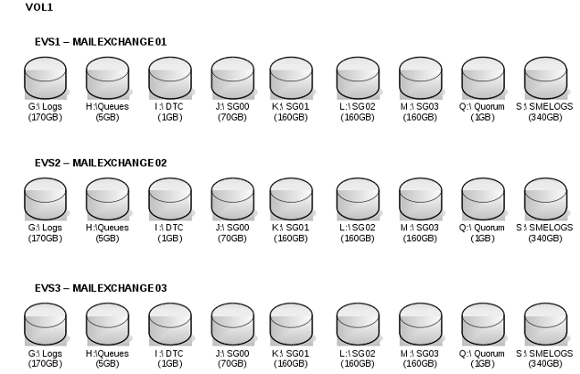 VOL1
EVS1 – MAILEXCHANGE01
G:\ Logs (170GB)
H:\Queues (5GB)
I:\ DTC (1GB)
J:\ SG00 (70GB)
K:\ SG01 (160GB)
L:\ SG02 (160GB)
M:\ SG03 (160GB)
Q:\ Quorum (1GB)
S:\ SMELOGS (340GB)
EVS2 – MAILEXCHANGE02
G:\ Logs (170GB)
H:\Queues (5GB)
I:\ DTC (1GB)
J:\ SG00 (70GB)
K:\ SG01 (160GB)
L:\ SG02 (160GB)
M:\ SG03 (160GB)
Q:\ Quorum (1GB)
S:\ SMELOGS (340GB)
EVS3 – MAILEXCHANGE03
G:\ Logs (170GB)
H:\Queues (5GB)
I:\ DTC (1GB)
J:\ SG00 (70GB)
K:\ SG01 (160GB)
L:\ SG02 (160GB)
M:\ SG03 (160GB)
Q:\ Quorum (1GB)
S:\ SMELOGS (340GB)